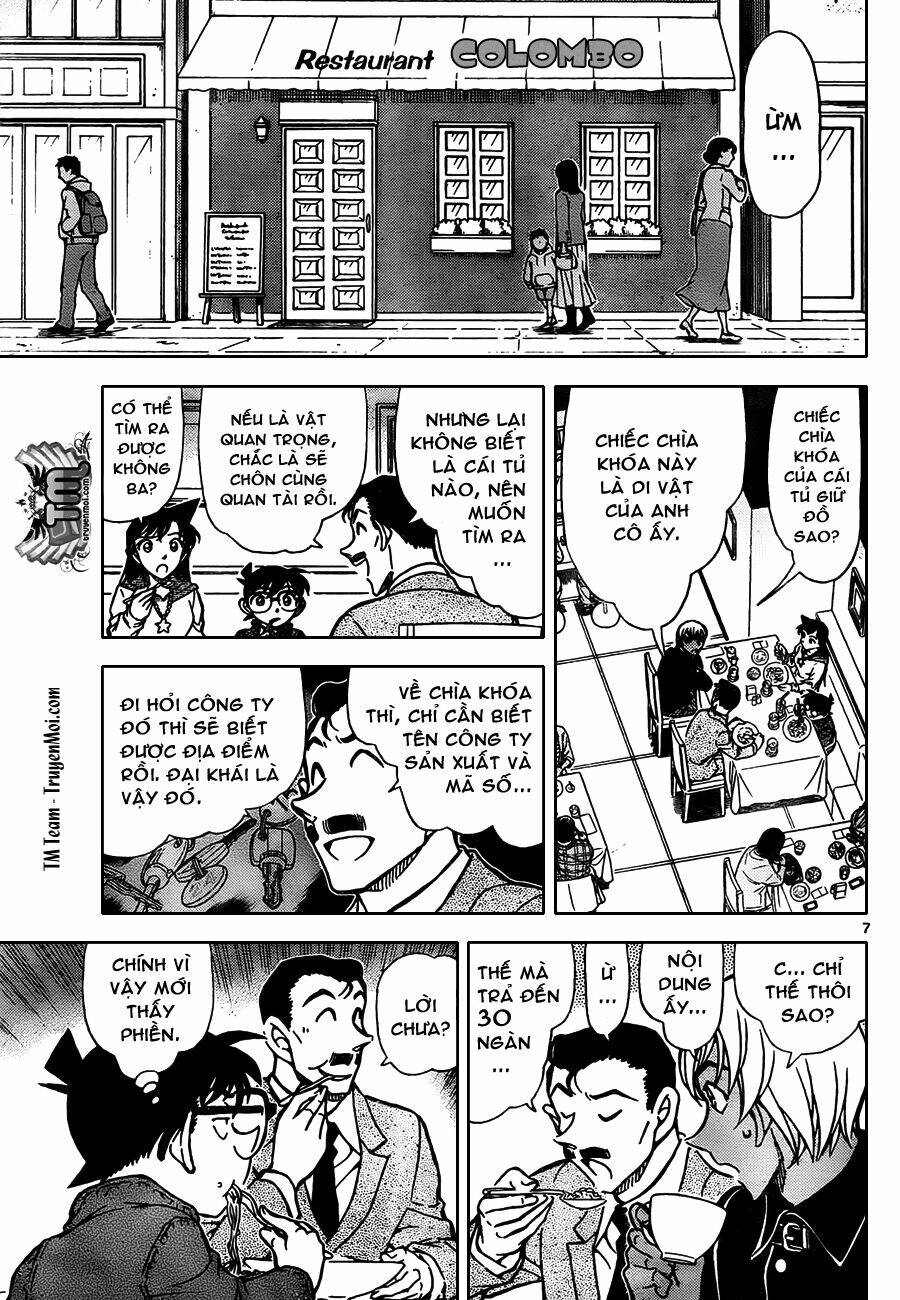 Restaurant COLOMBO
ỪM
...
CHIẾC
CHÌA
KHÓA
CỦA CÁI
TỦ GIỮ
ĐỒ
SAO?
CHIẾC CHÌA
KHÓA NÀY
LÀ DI VẬT
CỦA ANH
CÔ ẤY.
NHƯNG LẠI
KHÔNG BIẾT
LÀ CÁI TỦ
NÀO, NÊN
MUỐN
TÌM RA
...
NẾU LÀ VẬT
QUAN TRỌNG,
CHẮC LÀ SẼ
CHÔN CÙNG
QUAN TÀI RỒI.
CÓ THỂ
TÌM RA
ĐƯỢC
KHÔNG
BA?
TM
truyenmoi.com
VỀ CHÌA KHÓA
THÌ, CHỈ CẦN BIẾT
TÊN CÔNG TY
SẢN XUẤT VÀ
MÃ SỐ...
ĐI HỎI CÔNG TY
ĐÓ THÌ SẼ BIẾT
ĐƯỢC ĐỊA ĐIỂM
RỒI. ĐẠI KHÁI LÀ
VẬY ĐÓ.
TM Team - TruyenMoi.com
7
C... CHỈ
THẾ THÔI
SAO?
NỘI
DUNG
ẤY...
Ừ
...
THẾ MÀ
TRẢ ĐẾN
30
NGÀN
...
LỜI
CHƯA?
CHÍNH VÌ
VẬY MỚI
THẤY
PHIỀN.